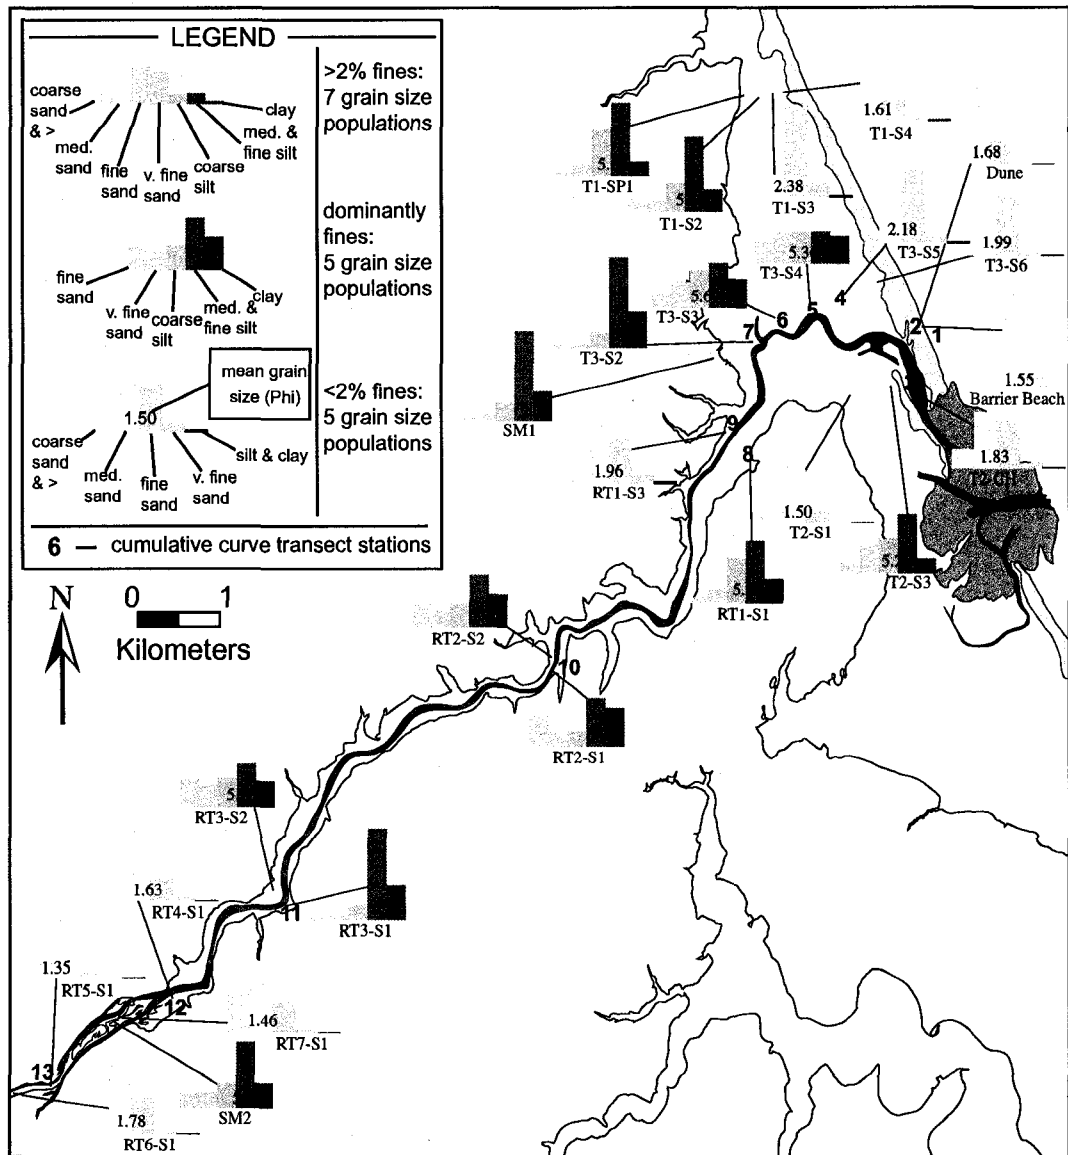 LEGEND
coarse
sand
& >
med.
sand
fine
sand
v. fine
sand
coarse
silt
med. &
fine silt
clay
>2% fines:
7 grain size
populations
fine
sand
v. fine
sand
coarse
silt
med. &
fine silt
clay
dominantly
fines:
5 grain size
populations
mean grain
size (Phi)
1.50
coarse
sand
& >
med.
sand
fine
sand
v. fine
sand
silt & clay
<2% fines:
5 grain size
populations
6 — cumulative curve transect stations
N
0 1
Kilometers
T1-SP1
T1-S2
2.38
T1-S3
1.61
T1-S4
1.68
Dune
2.18
T3-S5
1.99
T3-S6
5.3
T3-S4
5.6
T3-S3
T3-S2
SM1
4
5
6
7
2
1
1.55
Barrier Beach
1.83
T2-CH
9
8
1.96
RT1-S3
1.50
T2-S1
T2-S3
RT1-S1
RT2-S2
10
RT2-S1
RT3-S2
11
RT3-S1
1.63
RT4-S1
1.35
RT5-S1
12
1.46
RT7-S1
13
SM2
1.78
RT6-S1